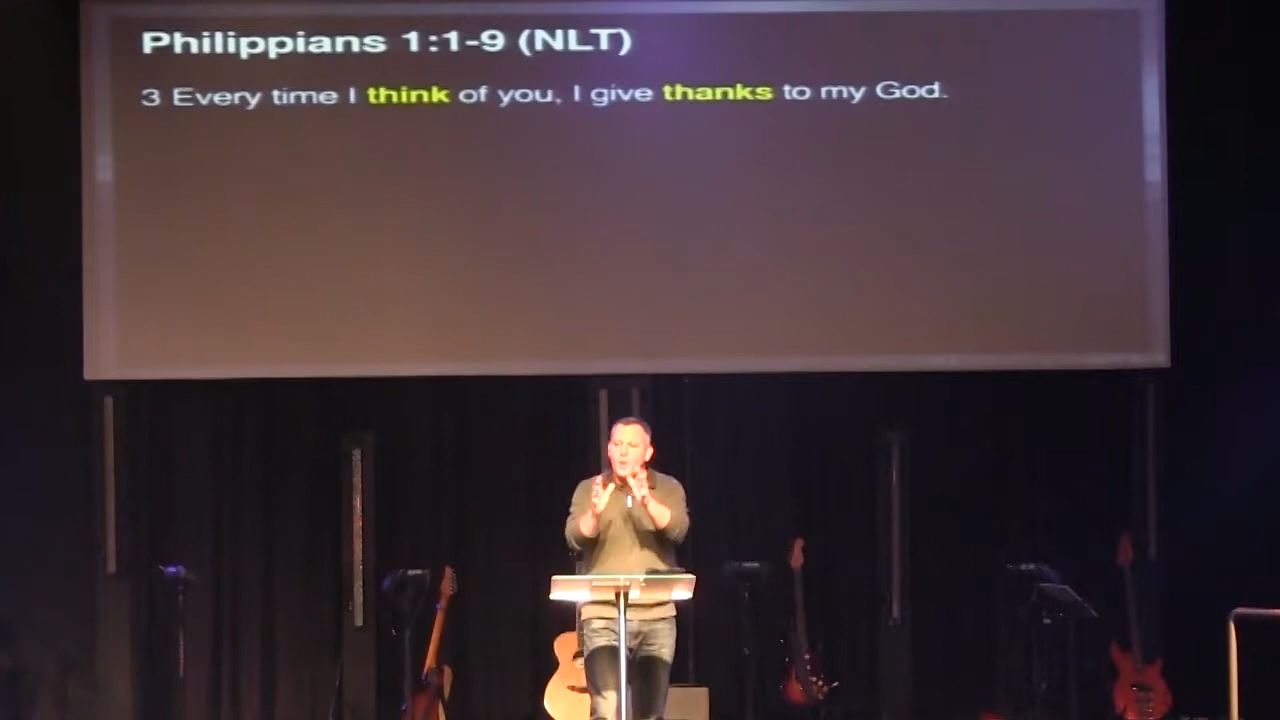 Philippians 1:1-9 (NLT)
3 Every time I think of you, I give thanks to my God.